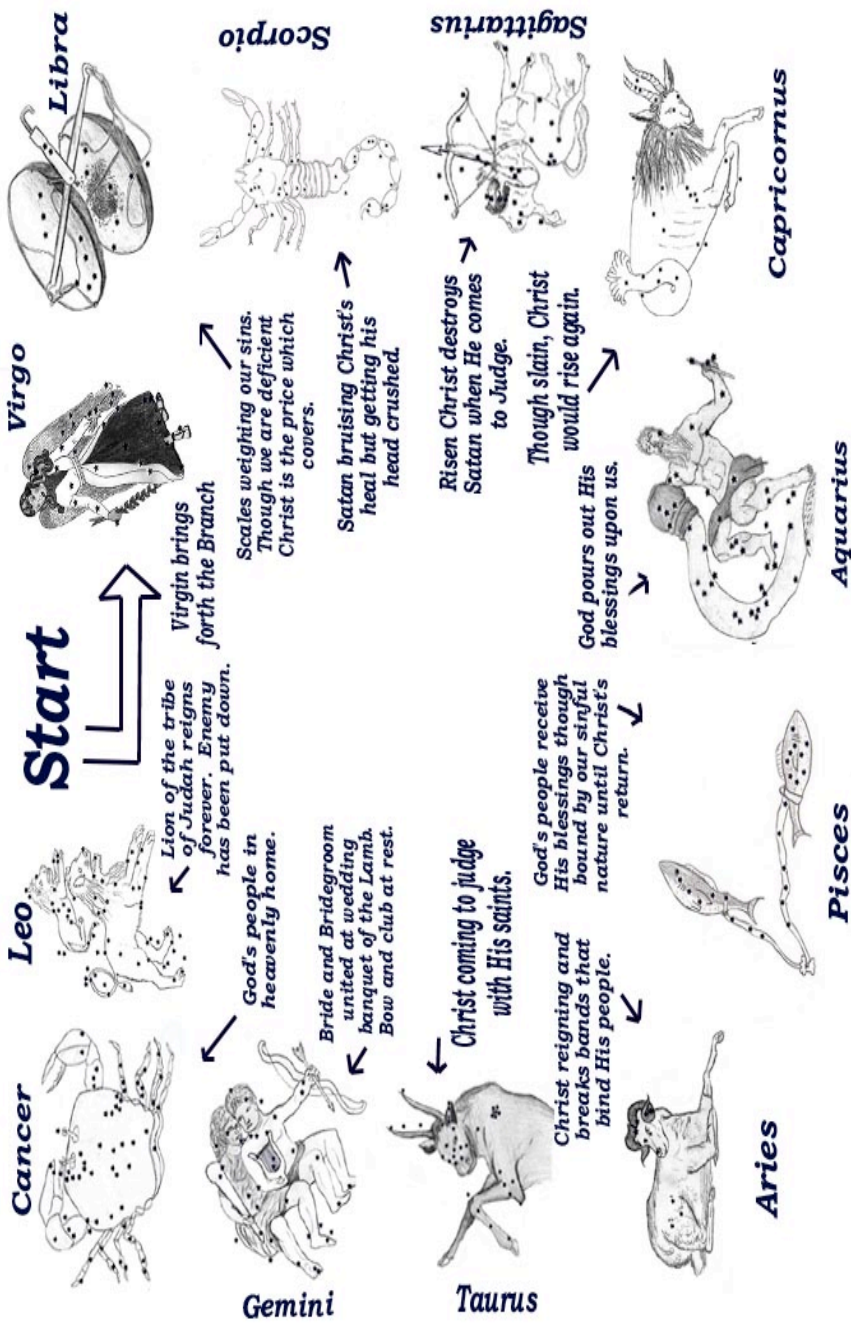 Start
Virgo
Virgin brings
forth the Branch
Libra
Scales weighing our sins.
Though we are deficient
Christ is the price which
covers.
Scorpio
Satan bruising Christ's
heal but getting his
head crushed.
Sagittarius
Risen Christ destroys
Satan when He comes
to Judge.
Capricornus
Though slain, Christ
would rise again.
Aquarius
God pours out His
blessings upon us.
Pisces
God's people receive
His blessings though
bound by our sinful
nature until Christ's
return.
Aries
Christ reigning and
breaks bands that
bind His people.
Taurus
Christ coming to judge
with His saints.
Gemini
Bride and Bridegroom
united at wedding
banquet of the Lamb.
Bow and club at rest.
Cancer
God's people in
heavenly home.
Leo
Lion of the tribe
of Judah reigns
forever. Enemy
has been put down.